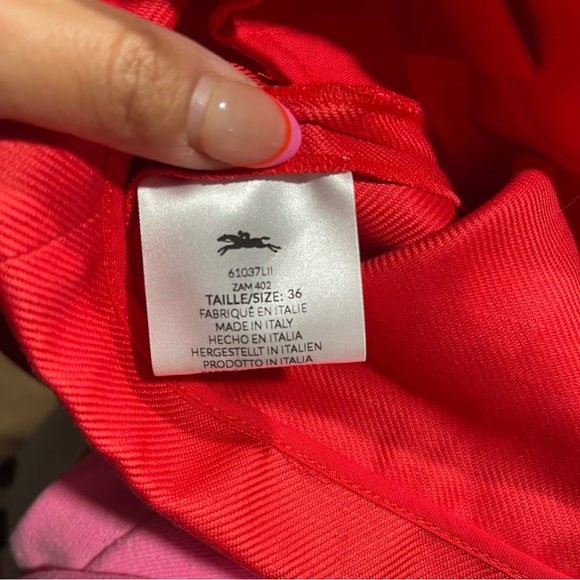 61037LII
ZAM 402
TAILLE/SIZE: 36
FABRIQUÉ EN ITALIE
MADE IN ITALY
HECHO EN ITALIA
HERGESTELLT IN ITALIEN
PRODOTTO IN ITALIA